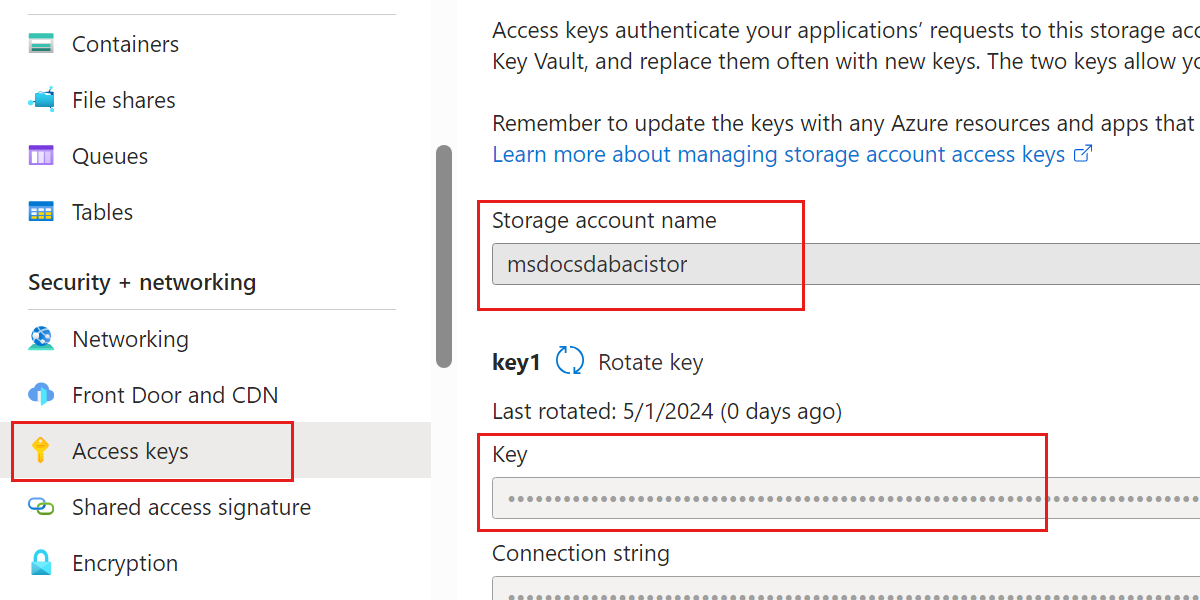 Containers
File shares
Queues
Tables
Security + networking
Networking
Front Door and CDN
Access keys
Shared access signature
Encryption
Access keys authenticate your applications’ requests to this storage
Key Vault, and replace them often with new keys. The two keys allow
Remember to update the keys with any Azure resources and apps that
Learn more about managing storage account access keys
Storage account name
msdocsdabacistor
key1 Rotate key
Last rotated: 5/1/2024 (0 days ago)
Key
Connection string